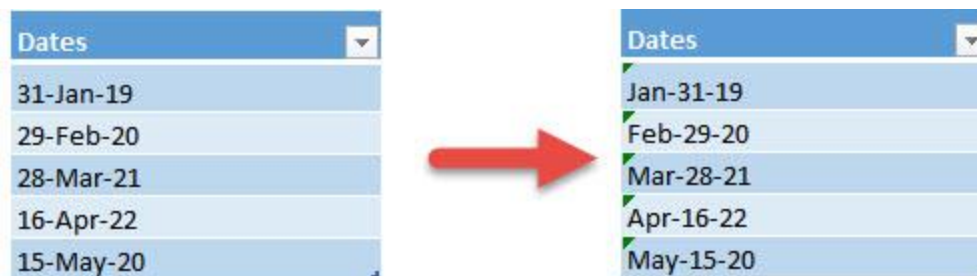 Dates
31-Jan-19
29-Feb-20
28-Mar-21
16-Apr-22
15-May-20
Dates
Jan-31-19
Feb-29-20
Mar-28-21
Apr-16-22
May-15-20